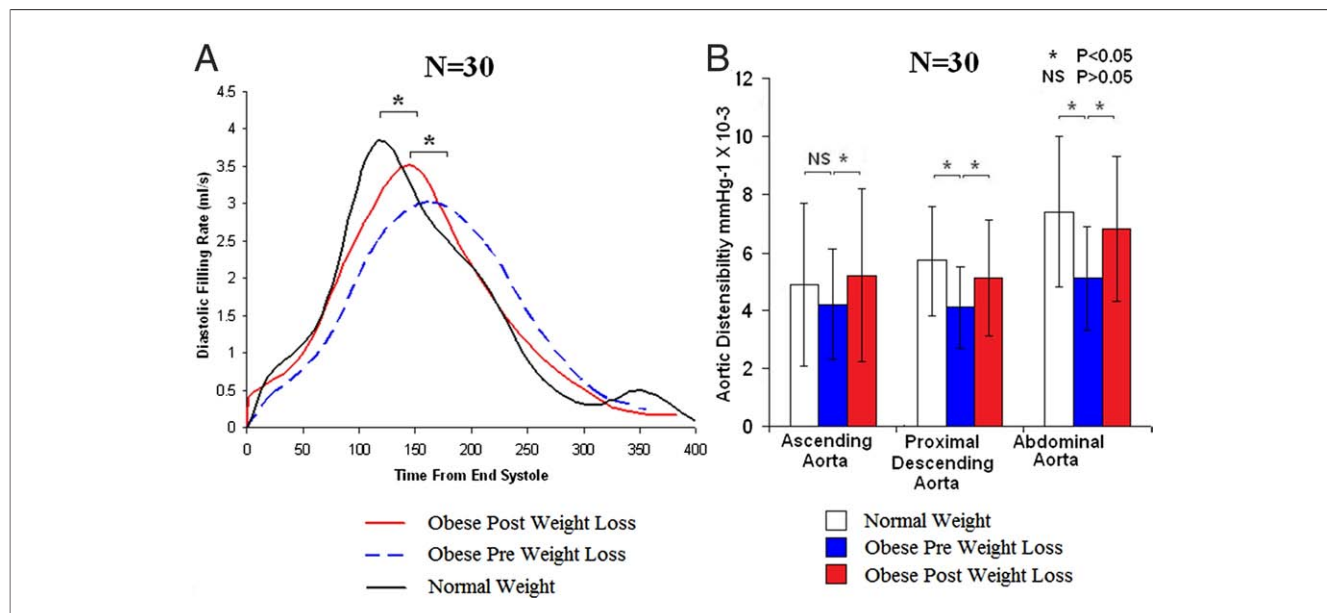 A
N=30
Diastolic Filling Rate (ml/s)
4.5
4
3.5
3
2.5
2
1.5
1
0.5
0
*
*
0 50 100 150 200 250 300 350 400
Time From End Systole
Obese Post Weight Loss
Obese Pre Weight Loss
Normal Weight
B
N=30
* P<0.05
NS P>0.05
Aortic Distensibiltiy mmHg-1 X 10-3
12
10
8
6
4
2
0
NS *
* *
* *
Ascending
Aorta
Proximal
Descending
Aorta
Abdominal
Aorta
Normal Weight
Obese Pre Weight Loss
Obese Post Weight Loss